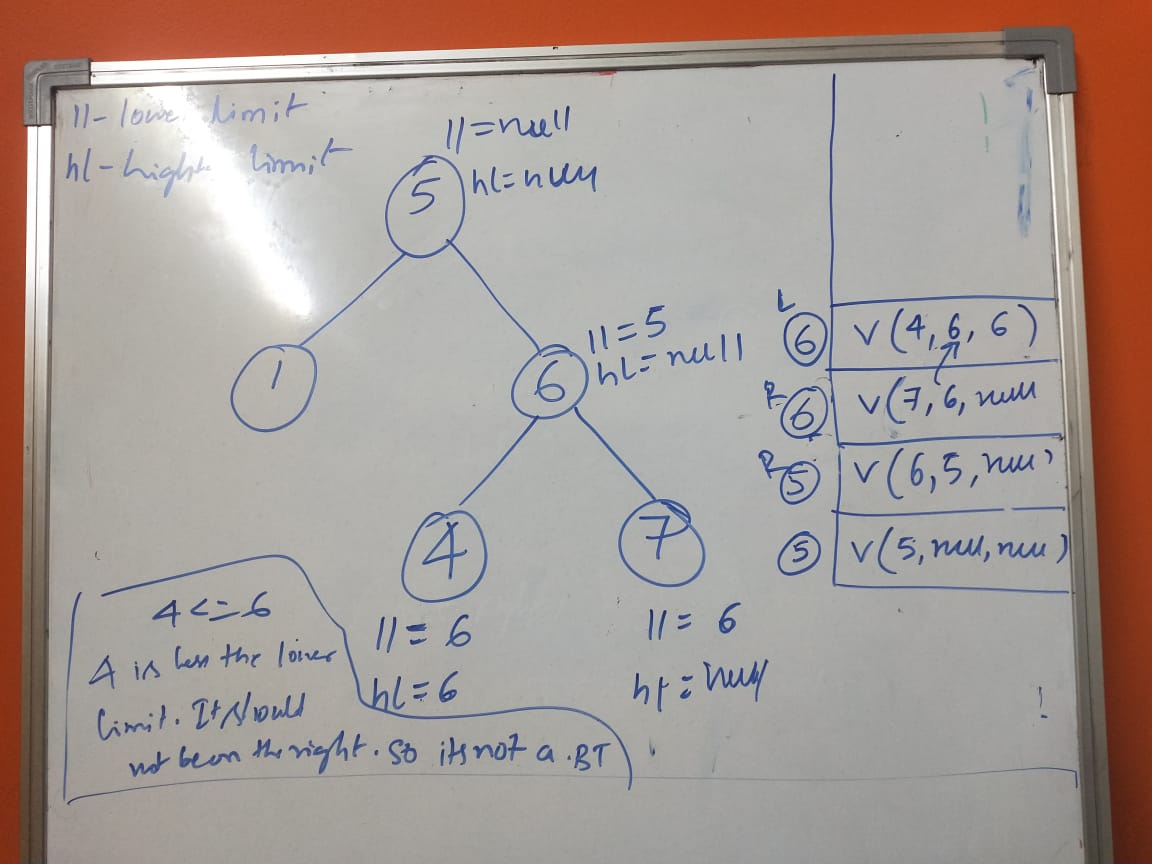 ll - lower limit
hl - higher limit
ll = null
hl = null
5
1
ll = 5
hl = null
6
4
7
ll = 6
hl = 6
ll = 6
hl = null
L
6 V(4, 6, 6)
R
6 V(7, 6, null
R
5 V(6, 5, null)
5 V(5, null, null)
4 <= 6
4 is less the lower
limit. It should
not be on the right. So its not a .BT